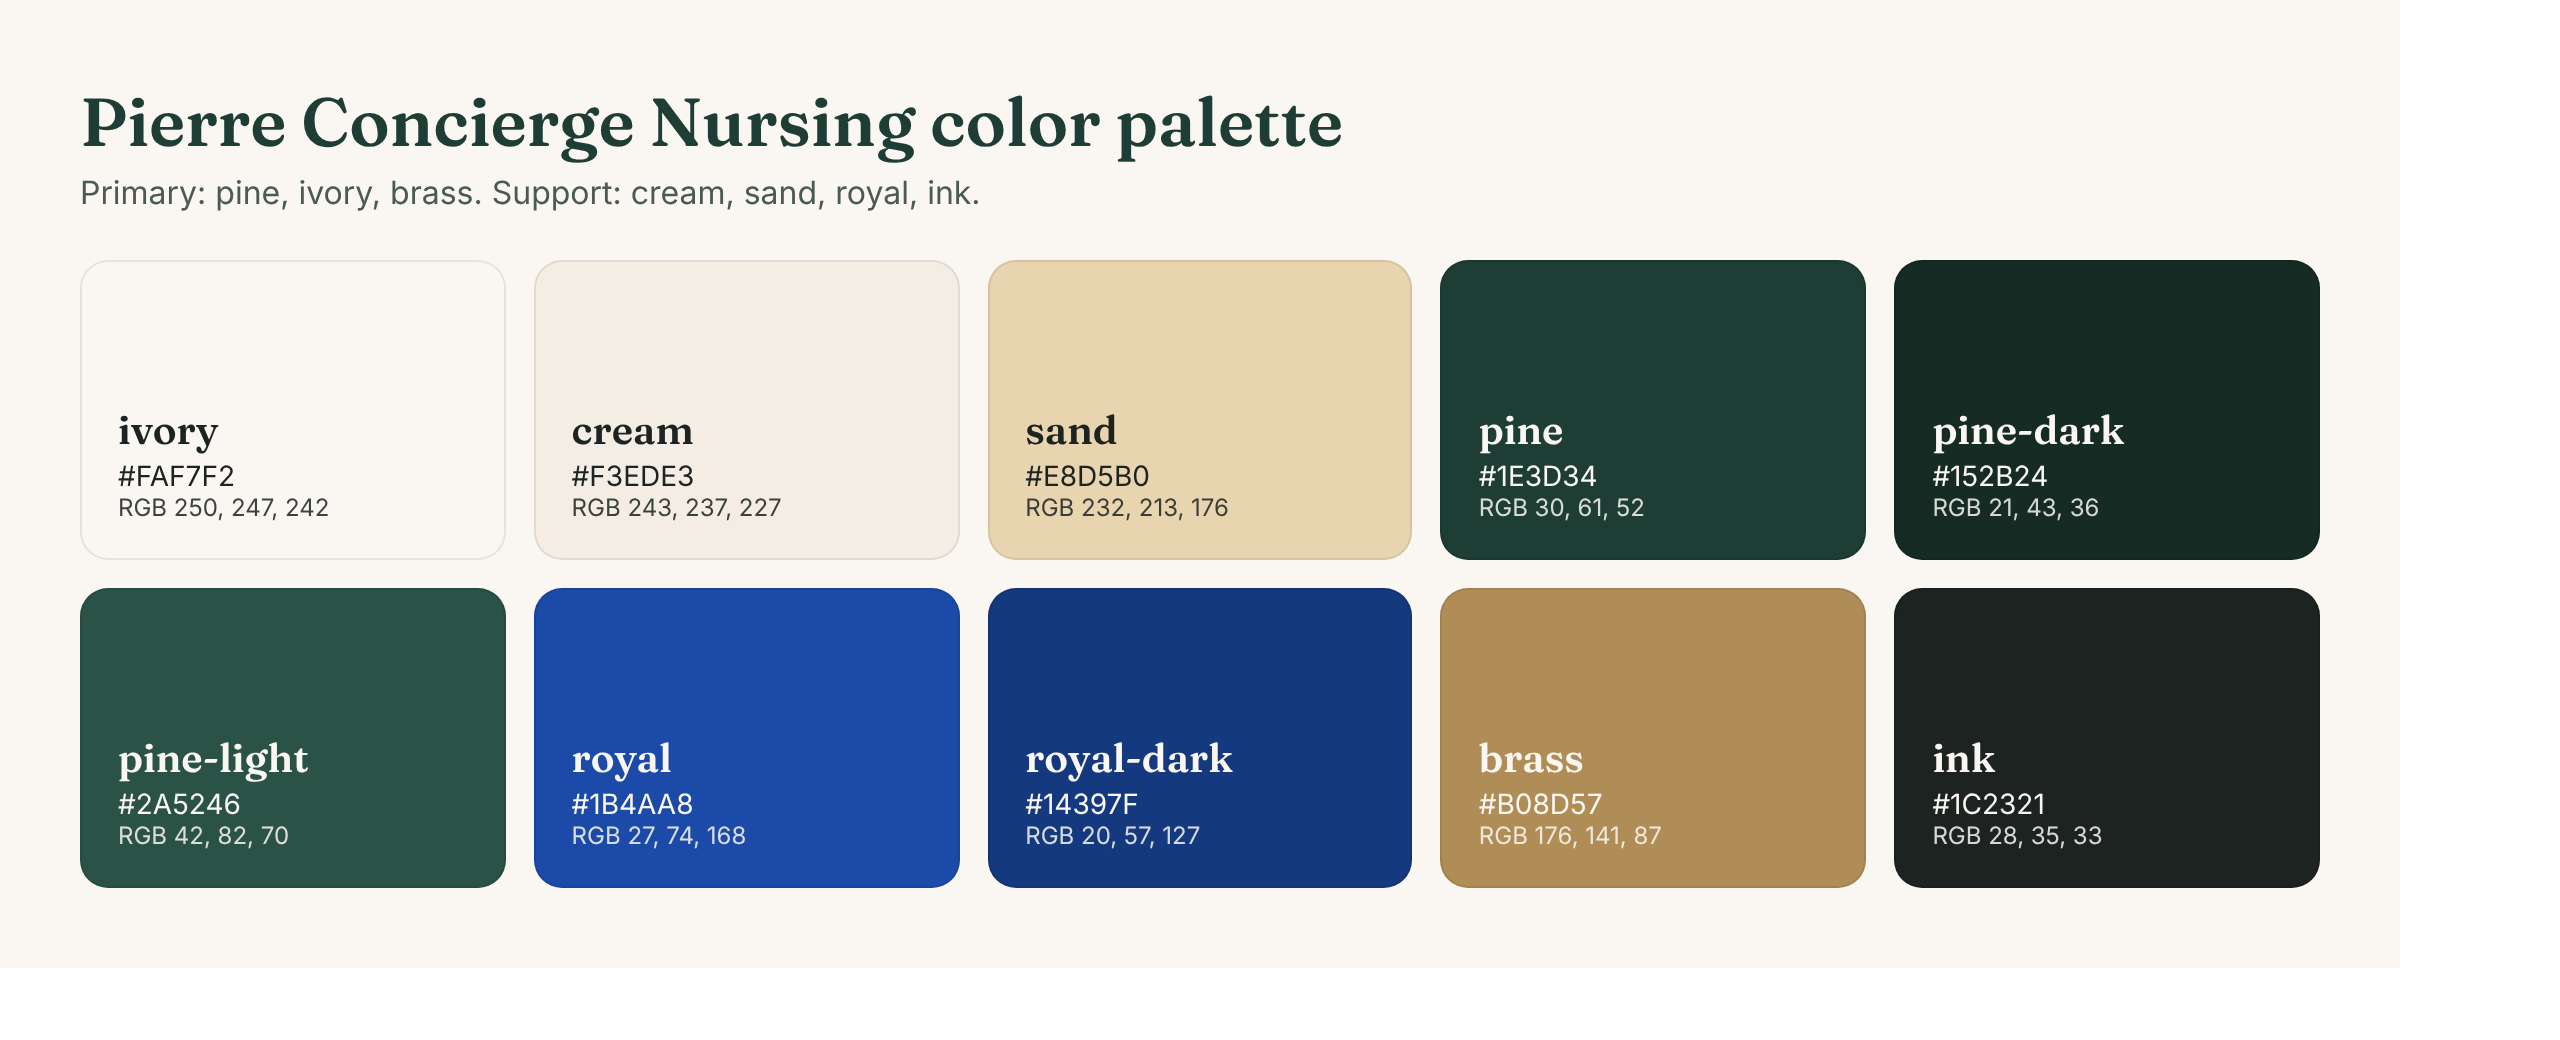 Pierre Concierge Nursing color palette
Primary: pine, ivory, brass. Support: cream, sand, royal, ink.
ivory
#FAF7F2
RGB 250, 247, 242
cream
#F3EDE3
RGB 243, 237, 227
sand
#E8D5B0
RGB 232, 213, 176
pine
#1E3D34
RGB 30, 61, 52
pine-dark
#152B24
RGB 21, 43, 36
pine-light
#2A5246
RGB 42, 82, 70
royal
#1B4AA8
RGB 27, 74, 168
royal-dark
#14397F
RGB 20, 57, 127
brass
#B08D57
RGB 176, 141, 87
ink
#1C2321
RGB 28, 35, 33